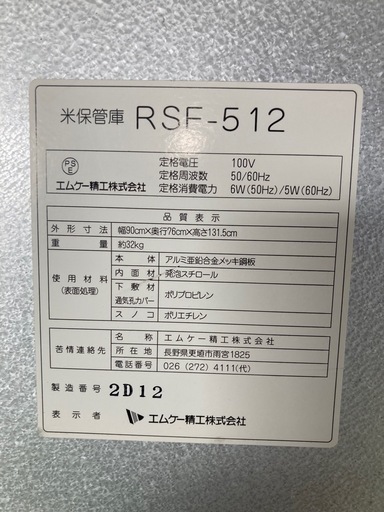 米保管庫 RSF-512
PSE
定格電圧 100V
定格周波数 50/60Hz
エムケー精工株式会社 定格消費電力 6W(50Hz)/5W(60Hz)
品質表示
外形寸法 幅90cm×奥行76cm×高さ131.5cm
重量 約32kg
使用材料(表面処理) 本体 アルミ亜鉛合金メッキ鋼板
内面材 発泡スチロール
下敷材 通気孔カバー ポリプロピレン
スノコ ポリエチレン
苦情連絡先 名称 エムケー精工株式会社
所在地 長野県更埴市雨宮1825
電話番号 026(272)4111(代)
製造番号 2D12
表示者 エムケー精工株式会社